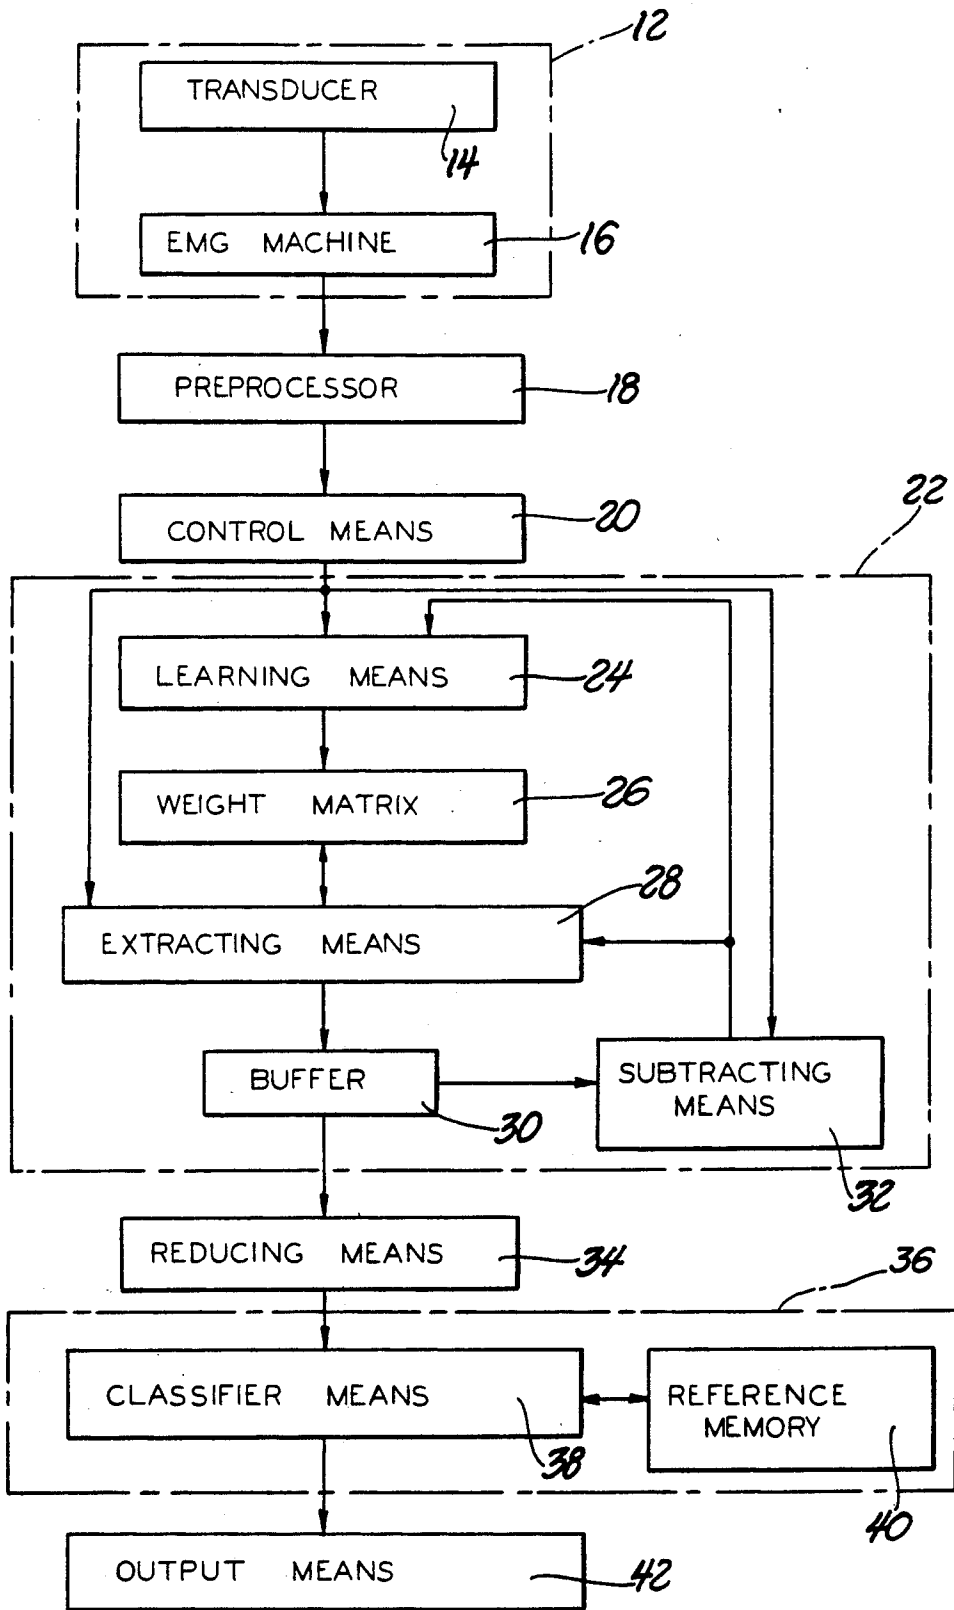 12
TRANSDUCER
14
EMG MACHINE
16
PREPROCESSOR
18
CONTROL MEANS
20
22
LEARNING MEANS
24
WEIGHT MATRIX
26
28
EXTRACTING MEANS
BUFFER
30
SUBTRACTING
MEANS
32
REDUCING MEANS
34
36
CLASSIFIER MEANS
38
REFERENCE
MEMORY
40
OUTPUT MEANS
42